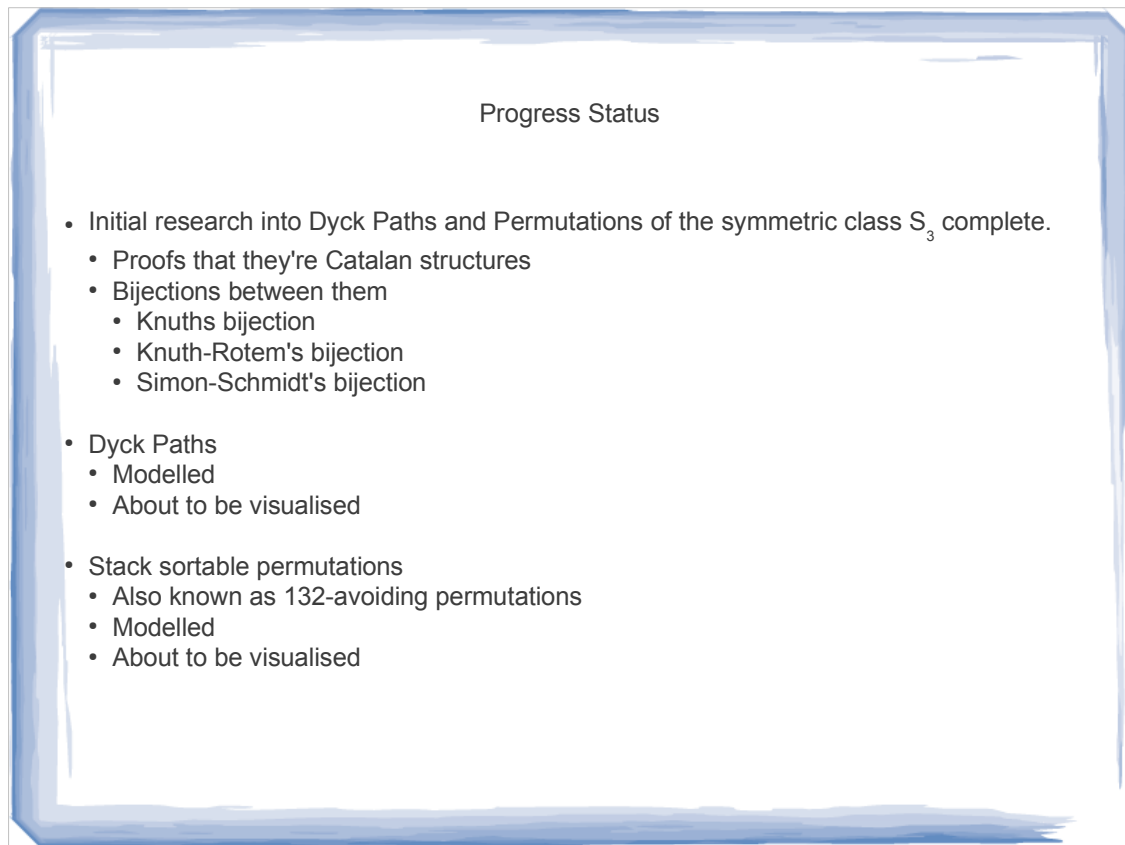 Progress Status
• Initial research into Dyck Paths and Permutations of the symmetric class S₃ complete.
• Proofs that they're Catalan structures
• Bijections between them
• Knuths bijection
• Knuth-Rotem's bijection
• Simon-Schmidt's bijection
• Dyck Paths
• Modelled
• About to be visualised
• Stack sortable permutations
• Also known as 132-avoiding permutations
• Modelled
• About to be visualised